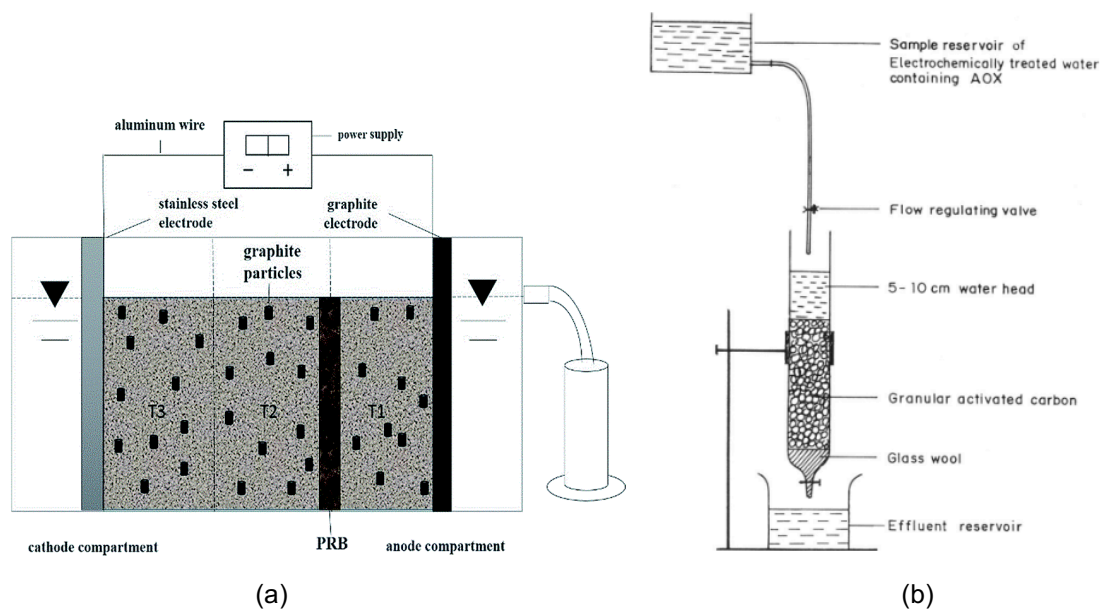 aluminum wire
power supply
− +
stainless steel
electrode
graphite
electrode
graphite
particles
T3
T2
T1
cathode compartment
PRB
anode compartment
(a)
Sample reservoir of
Electrochemically treated water
containing AOX
Flow regulating valve
5-10 cm water head
Granular activated carbon
Glass wool
Effluent reservoir
(b)